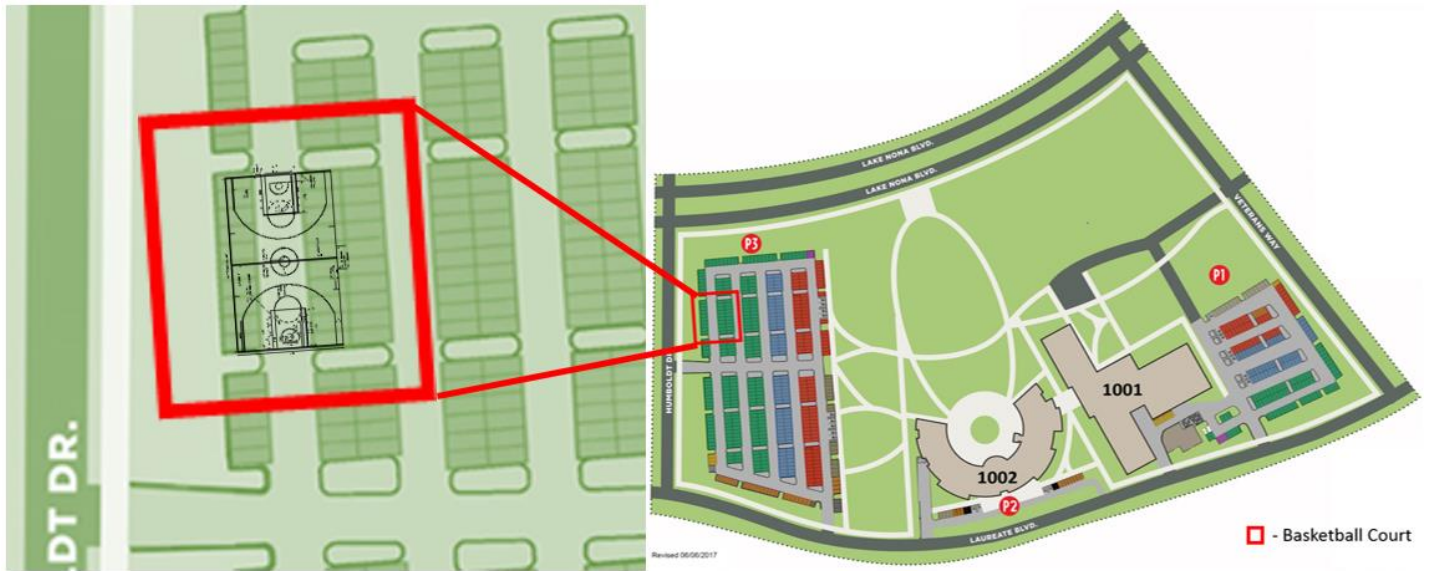 LDT DR.
LAKE NONA BLVD.
LAKE NONA BLVD.
VETERANS WAY
P3
P1
HUMBOLDT DR.
1001
1002
P2
LAUREATE BLVD.
- Basketball Court
Revised 06/06/2017